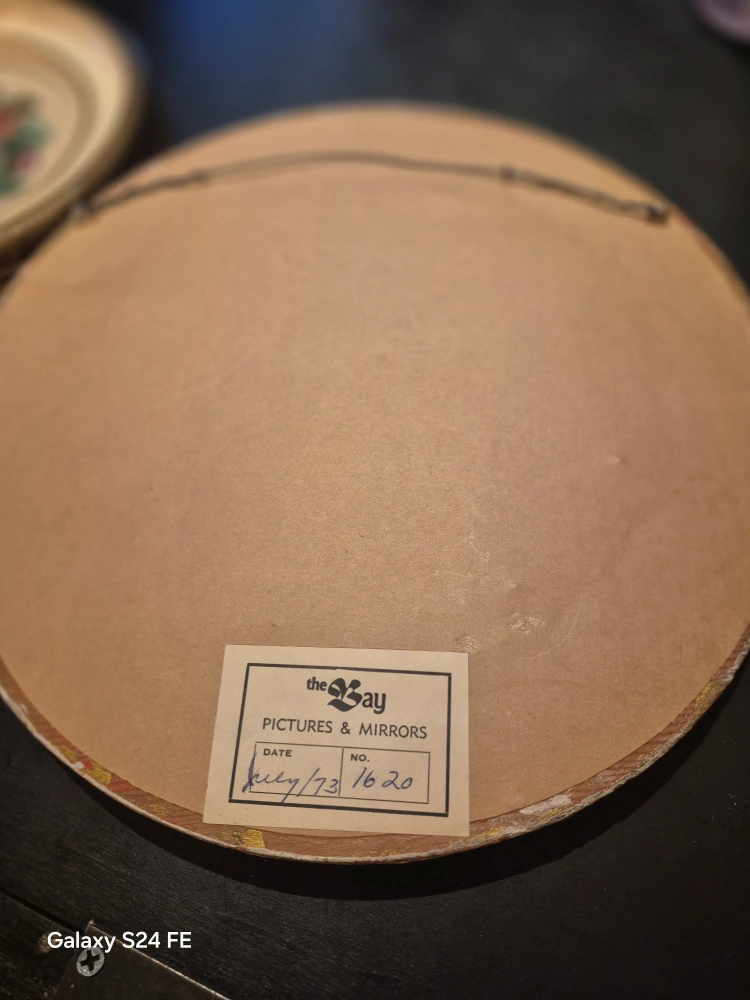 the Bay
PICTURES & MIRRORS
DATE
NO.
July/73
1620
Galaxy S24 FE